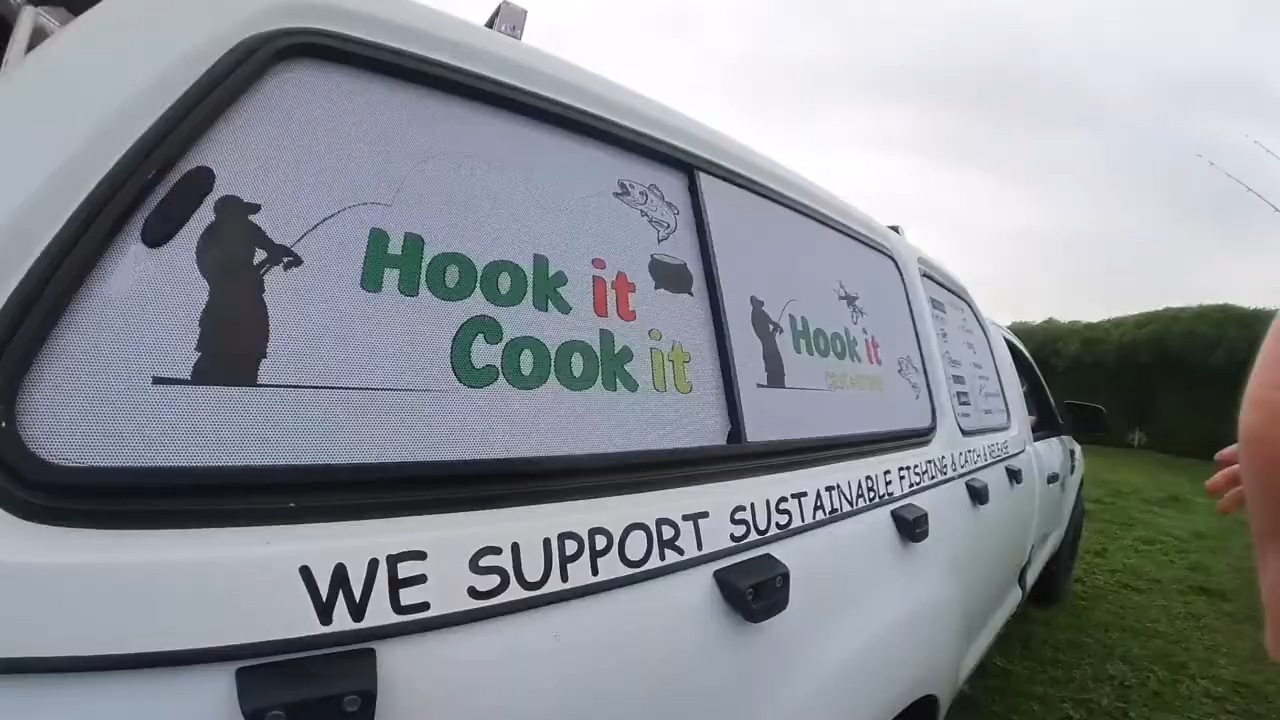 Hook it
Cook it
Hook it
WE SUPPORT SUSTAINABLE FISHING & CATCH & RELEASE